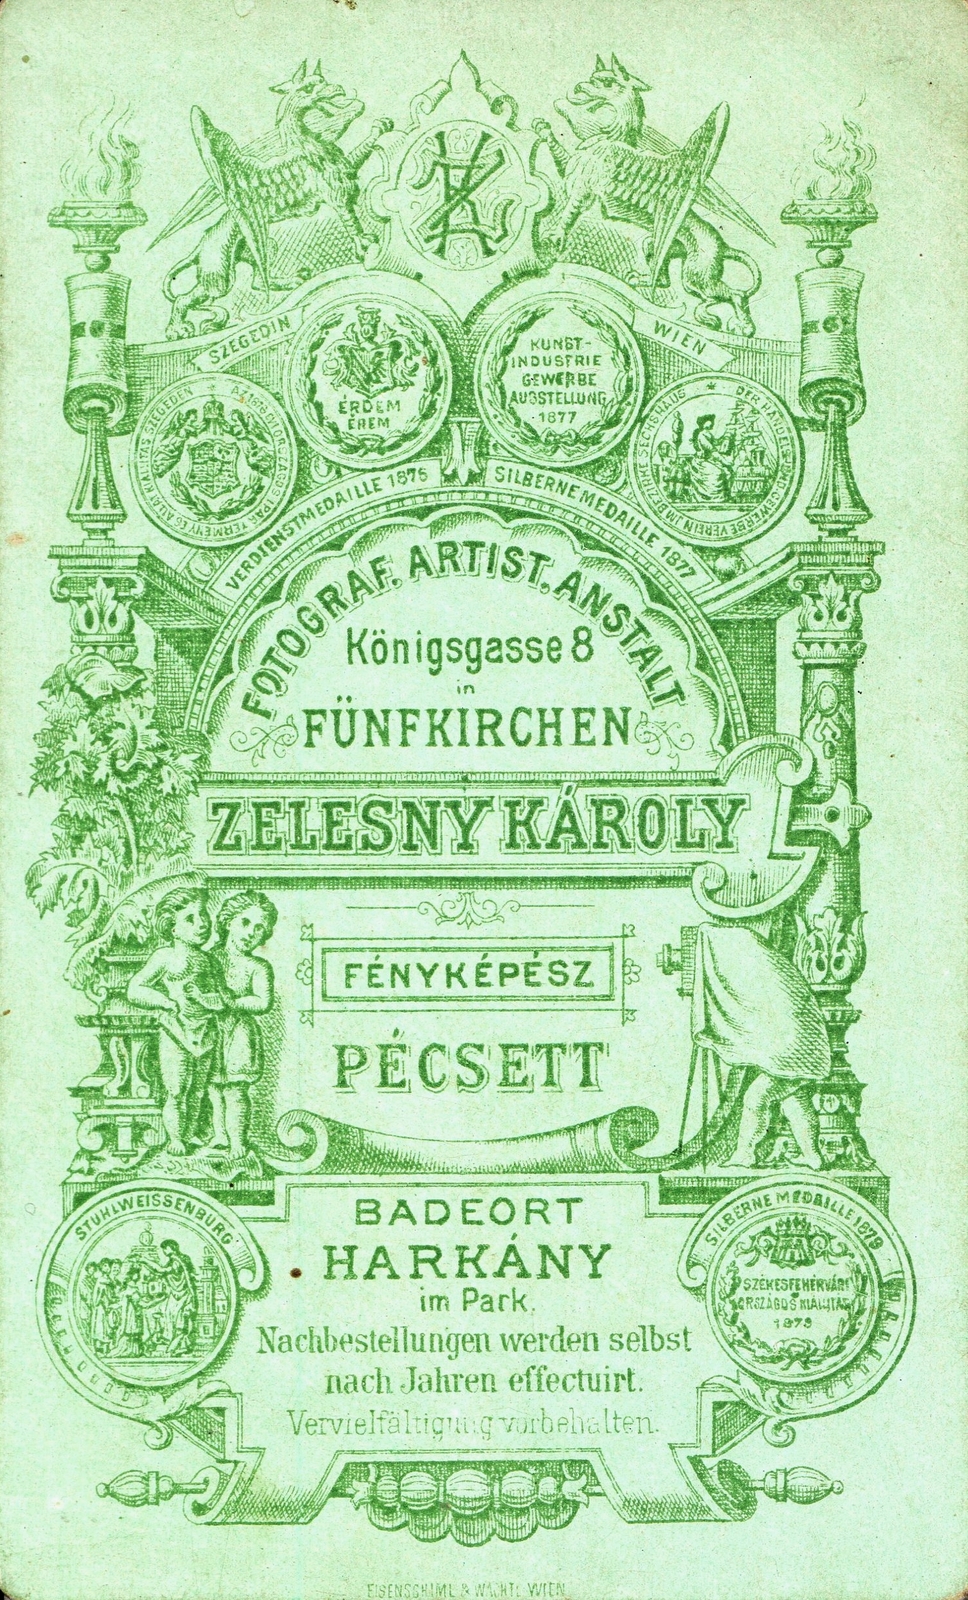 ZK
SZEGEDIN
WIEN
ÉRDEM
ÉREM
KUNST-
INDUSTRIE
GEWERBE
AUSSTELLUNG
1877
VERDIENSTMEDAILLE 1876
SILBERNE MEDAILLE 1877
FOTOGRAF. ARTIST. ANSTALT
Königsgasse 8
in
FÜNFKIRCHEN
ZELESNY KÁROLY
FÉNYKÉPÉSZ
PÉCSETT
STUHLWEISSENBURG
SILBERNE MEDAILLE 1879
SZÉKESFEHÉRVÁRI
ORSZÁGOS KIÁLLITÁS
1879
BADEORT
HARKÁNY
im Park.
Nachbestellungen werden selbst
nach Jahren effectuirt.
Vervielfältigung vorbehalten.
EISENSCHIML & WACHTL WIEN